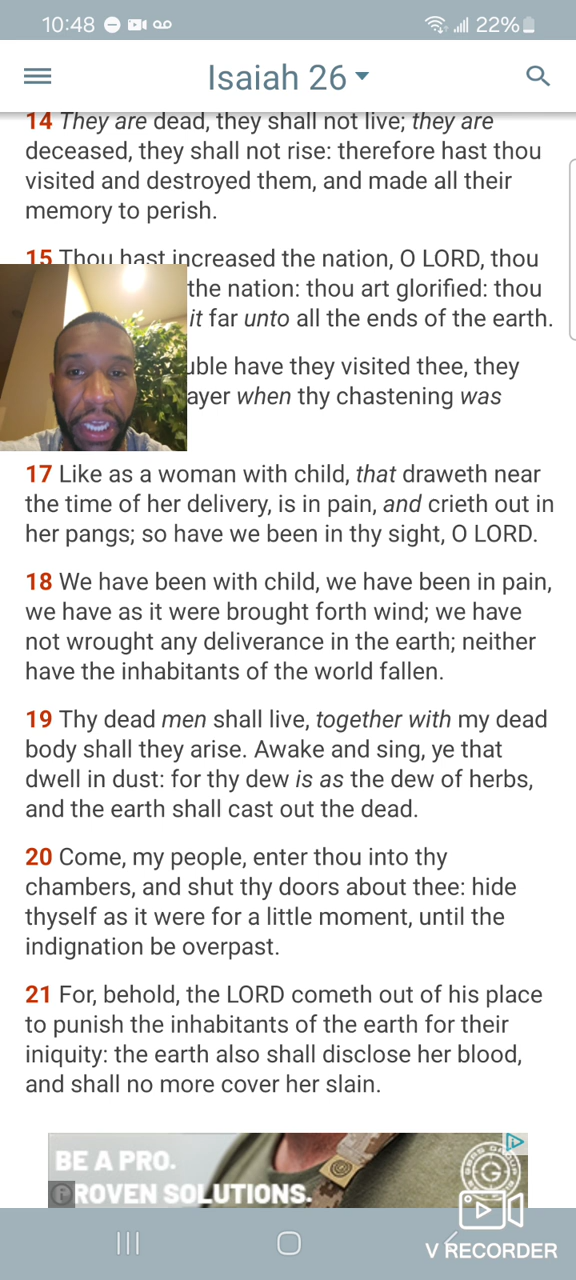 10:48 22%
Isaiah 26
14 They are dead, they shall not live; they are
deceased, they shall not rise: therefore hast thou
visited and destroyed them, and made all their
memory to perish.
15 Thou hast increased the nation, O LORD, thou
the nation: thou art glorified: thou
it far unto all the ends of the earth.
uble have they visited thee, they
ayer when thy chastening was
17 Like as a woman with child, that draweth near
the time of her delivery, is in pain, and crieth out in
her pangs; so have we been in thy sight, O LORD.
18 We have been with child, we have been in pain,
we have as it were brought forth wind; we have
not wrought any deliverance in the earth; neither
have the inhabitants of the world fallen.
19 Thy dead men shall live, together with my dead
body shall they arise. Awake and sing, ye that
dwell in dust: for thy dew is as the dew of herbs,
and the earth shall cast out the dead.
20 Come, my people, enter thou into thy
chambers, and shut thy doors about thee: hide
thyself as it were for a little moment, until the
indignation be overpast.
21 For, behold, the LORD cometh out of his place
to punish the inhabitants of the earth for their
iniquity: the earth also shall disclose her blood,
and shall no more cover her slain.
BE A PRO.
ROVEN SOLUTIONS.
G
V RECORDER